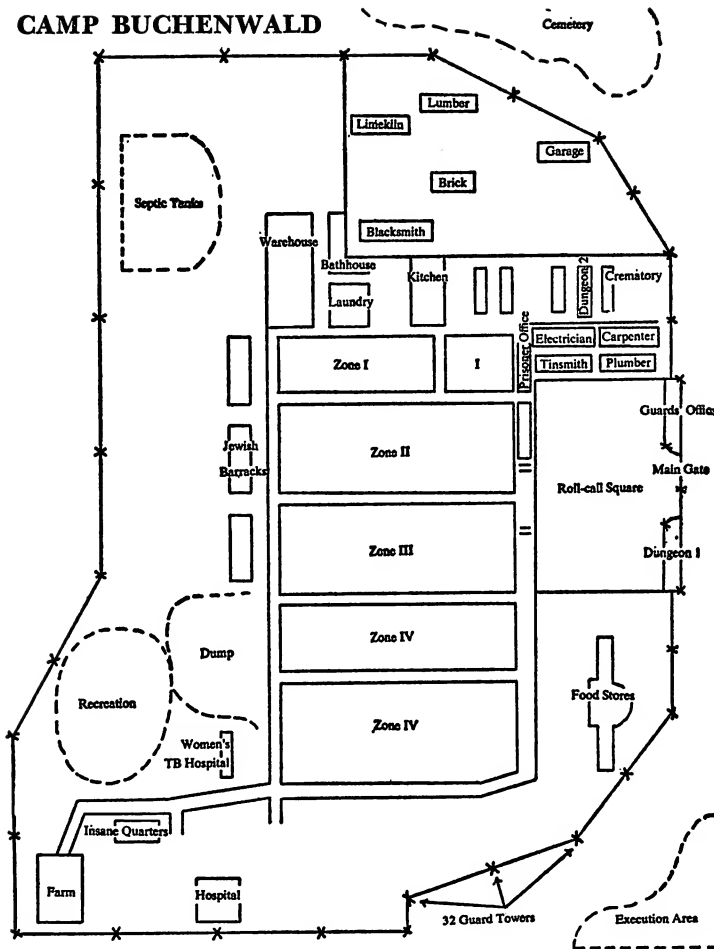 CAMP BUCHENWALD
Cemetery
Lumber
Limekiln
Garage
Brick
Septic Tanks
Blacksmith
Warehouse
Bathhouse
Kitchen
Dungeon 2
Crematory
Laundry
Prisoner Office
Electrician
Carpenter
Zone I
I
Tinsmith
Plumber
Guards' Offic
Jewish
Barracks
Zone II
Main Gate
Roll-call Square
Zone III
Dungeon 1
Zone IV
Dump
Recreation
Food Stores
Zone IV
Women's
TB Hospital
Insane Quarters
Farm
Hospital
32 Guard Towers
Execution Area